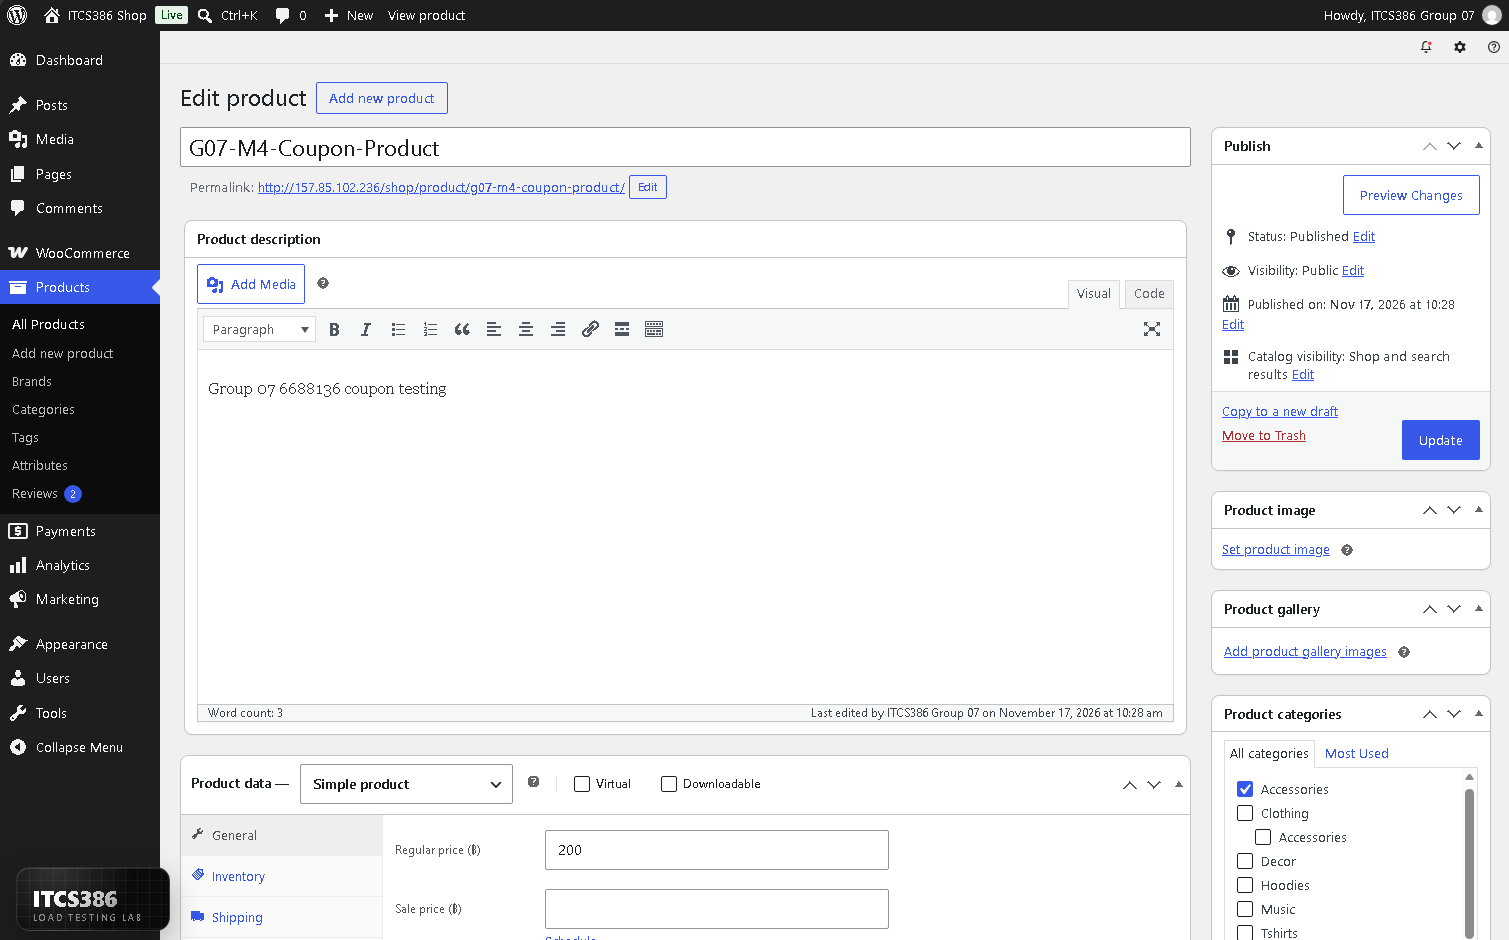 ITCS386 Shop Live Ctrl+K 0 New View product Howdy, ITCS386 Group 07
Dashboard
Posts
Media
Pages
Comments
WooCommerce
Products
All Products
Add new product
Brands
Categories
Tags
Attributes
Reviews 2
Payments
Analytics
Marketing
Appearance
Users
Tools
Collapse Menu
ITCS386
LOAD TESTING LAB
Edit product Add new product
G07-M4-Coupon-Product
Permalink: http://157.85.102.236/shop/product/g07-m4-coupon-product/ Edit
Product description
Add Media
Visual Code
Paragraph
Group 07 6688136 coupon testing
Word count: 3 Last edited by ITCS386 Group 07 on November 17, 2026 at 10:28 am
Product data — Simple product Virtual Downloadable
General
Inventory
Shipping
Regular price (฿) 200
Sale price (฿)
Schedule
Publish
Preview Changes
Status: Published Edit
Visibility: Public Edit
Published on: Nov 17, 2026 at 10:28
Edit
Catalog visibility: Shop and search
results Edit
Copy to a new draft
Move to Trash
Update
Product image
Set product image
Product gallery
Add product gallery images
Product categories
All categories Most Used
Accessories
Clothing
Accessories
Decor
Hoodies
Music
Tshirts